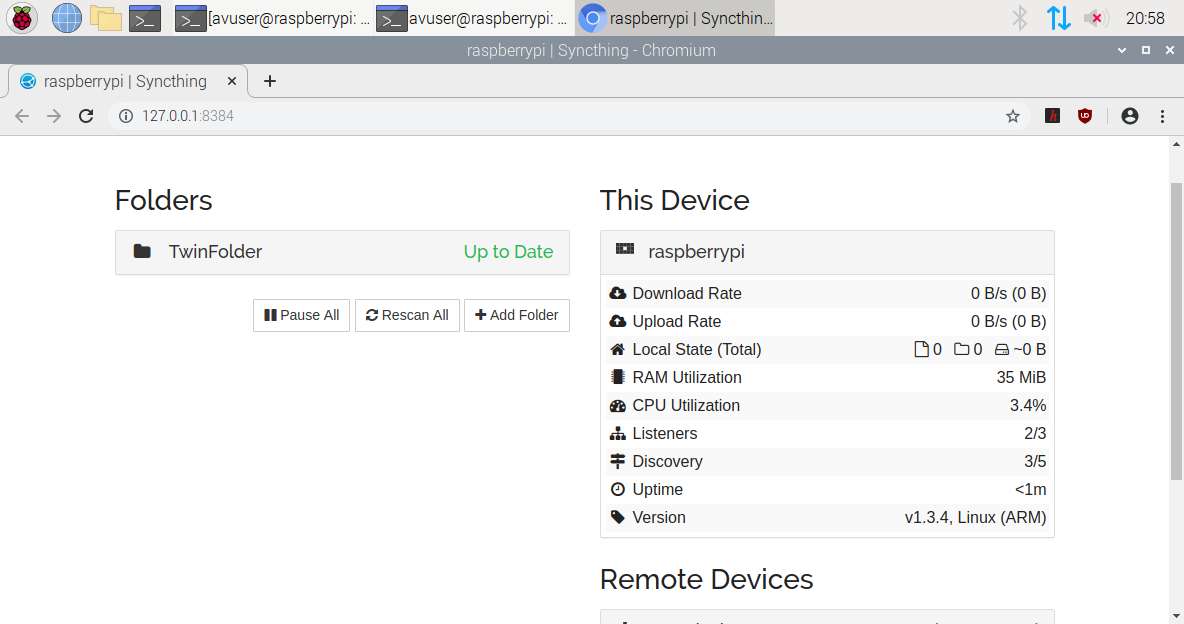 [avuser@raspberrypi: ... avuser@raspberrypi: ... raspberrypi | Syncthin... 20:58
raspberrypi | Syncthing - Chromium
raspberrypi | Syncthing
127.0.0.1:8384
Folders
TwinFolder Up to Date
Pause All Rescan All Add Folder
This Device
raspberrypi
Download Rate 0 B/s (0 B)
Upload Rate 0 B/s (0 B)
Local State (Total) 0 0 ~0 B
RAM Utilization 35 MiB
CPU Utilization 3.4%
Listeners 2/3
Discovery 3/5
Uptime <1m
Version v1.3.4, Linux (ARM)
Remote Devices